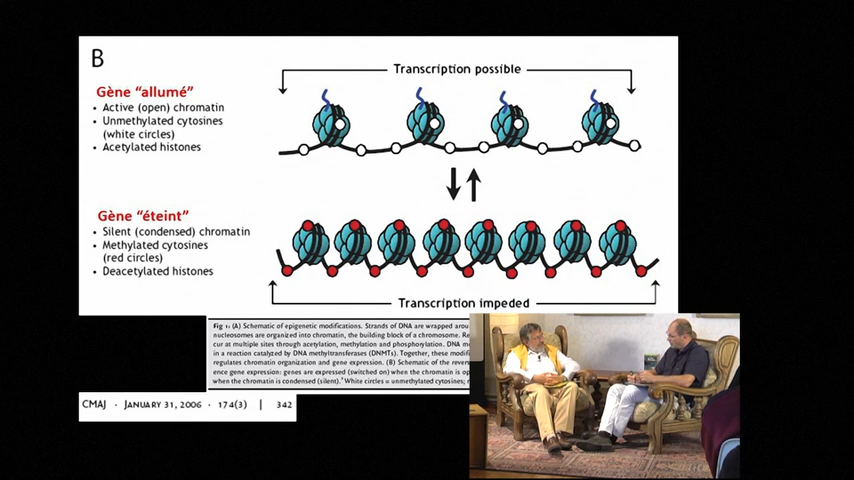 B
Transcription possible
Gène "allumé"
• Active (open) chromatin
• Unmethylated cytosines
(white circles)
• Acetylated histones
Gène "éteint"
• Silent (condensed) chromatin
• Methylated cytosines
(red circles)
• Deacetylated histones
Transcription impeded
Fig 1: (A) Schematic of epigenetic modifications. Strands of DNA are wrapped arou
nucleosomes are organized into chromatin, the building block of a chromosome. Re
cur at multiple sites through acetylation, methylation and phosphorylation. DNA m
in a reaction catalyzed by DNA methyltransferases (DNMTs). Together, these modif
regulates chromatin organization and gene expression. (B) Schematic of the rever
ence gene expression: genes are expressed (switched on) when the chromatin is op
when the chromatin is condensed (silent). White circles = unmethylated cytosines; r
CMAJ • JANUARY 31, 2006 • 174(3) | 342